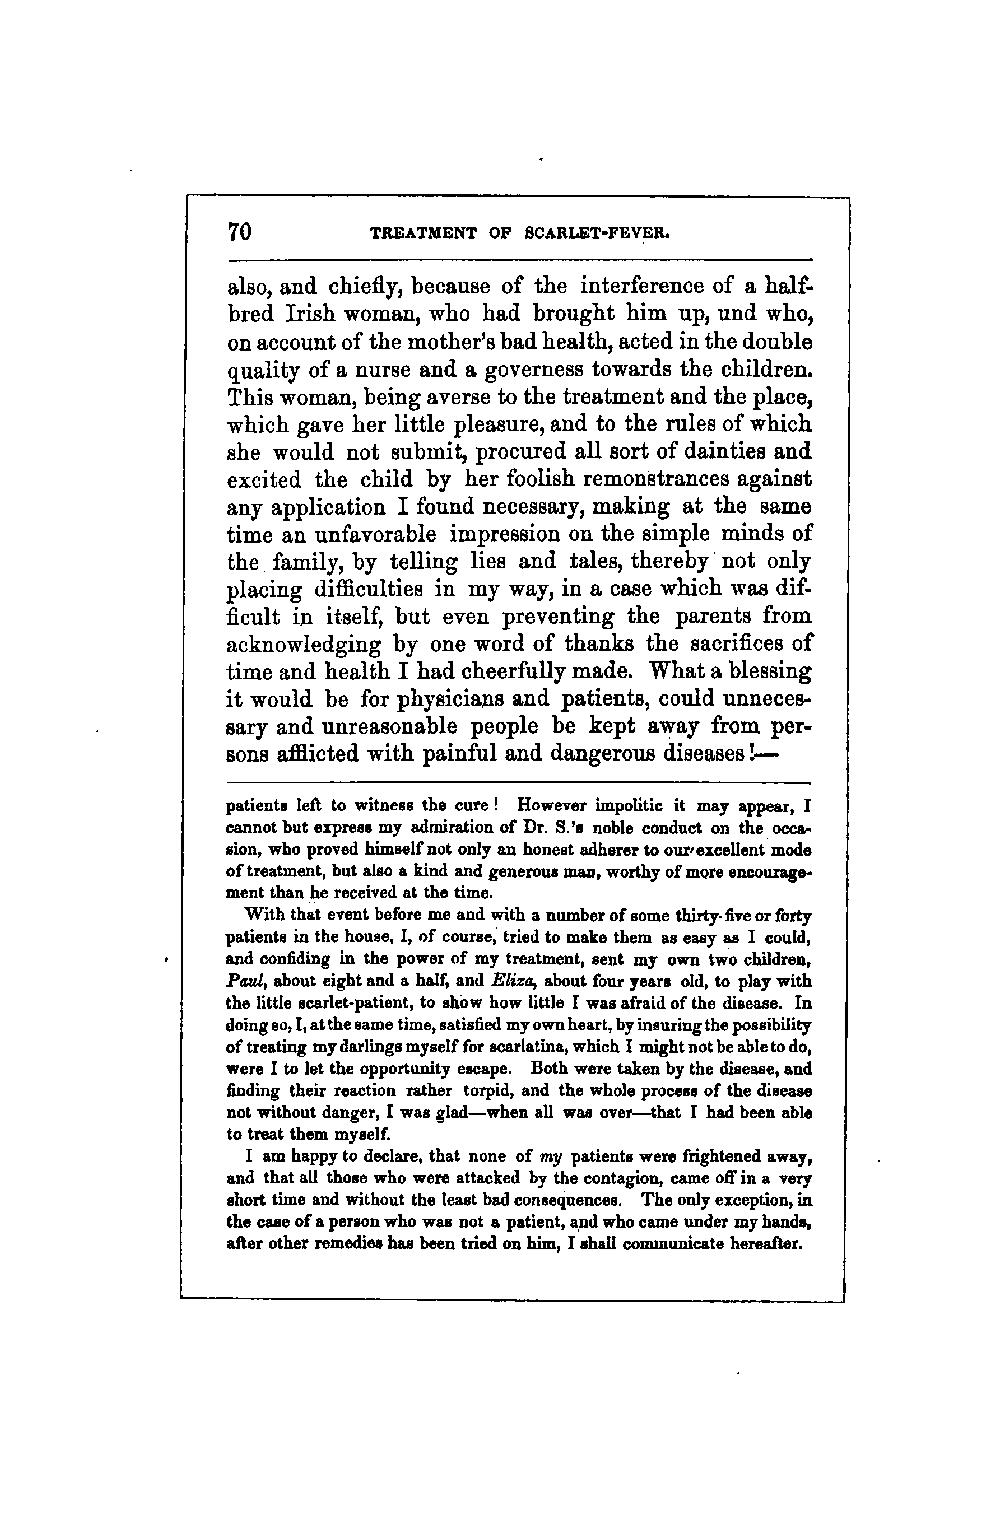 70 TREATMENT OF SCARLET-FEVER.
also, and chiefly, because of the interference of a half-
bred Irish woman, who had brought him up, und who,
on account of the mother's bad health, acted in the double
quality of a nurse and a governess towards the children.
This woman, being averse to the treatment and the place,
which gave her little pleasure, and to the rules of which
she would not submit, procured all sort of dainties and
excited the child by her foolish remonstrances against
any application I found necessary, making at the same
time an unfavorable impression on the simple minds of
the family, by telling lies and tales, thereby not only
placing difficulties in my way, in a case which was dif-
ficult in itself, but even preventing the parents from
acknowledging by one word of thanks the sacrifices of
time and health I had cheerfully made. What a blessing
it would be for physicians and patients, could unneces-
sary and unreasonable people be kept away from per-
sons afflicted with painful and dangerous diseases!—
patients left to witness the cure! However impolitic it may appear, I
cannot but express my admiration of Dr. S.'s noble conduct on the occa-
sion, who proved himself not only an honest adherer to our excellent mode
of treatment, but also a kind and generous man, worthy of more encourage-
ment than he received at the time.
With that event before me and with a number of some thirty-five or forty
patients in the house, I, of course, tried to make them as easy as I could,
and confiding in the power of my treatment, sent my own two children,
Paul, about eight and a half, and Eliza, about four years old, to play with
the little scarlet-patient, to show how little I was afraid of the disease. In
doing so, I, at the same time, satisfied my own heart, by insuring the possibility
of treating my darlings myself for scarlatina, which I might not be able to do,
were I to let the opportunity escape. Both were taken by the disease, and
finding their reaction rather torpid, and the whole process of the disease
not without danger, I was glad—when all was over—that I had been able
to treat them myself.
I am happy to declare, that none of my patients were frightened away,
and that all those who were attacked by the contagion, came off in a very
short time and without the least bad consequences. The only exception, in
the case of a person who was not a patient, and who came under my hands,
after other remedies has been tried on him, I shall communicate hereafter.